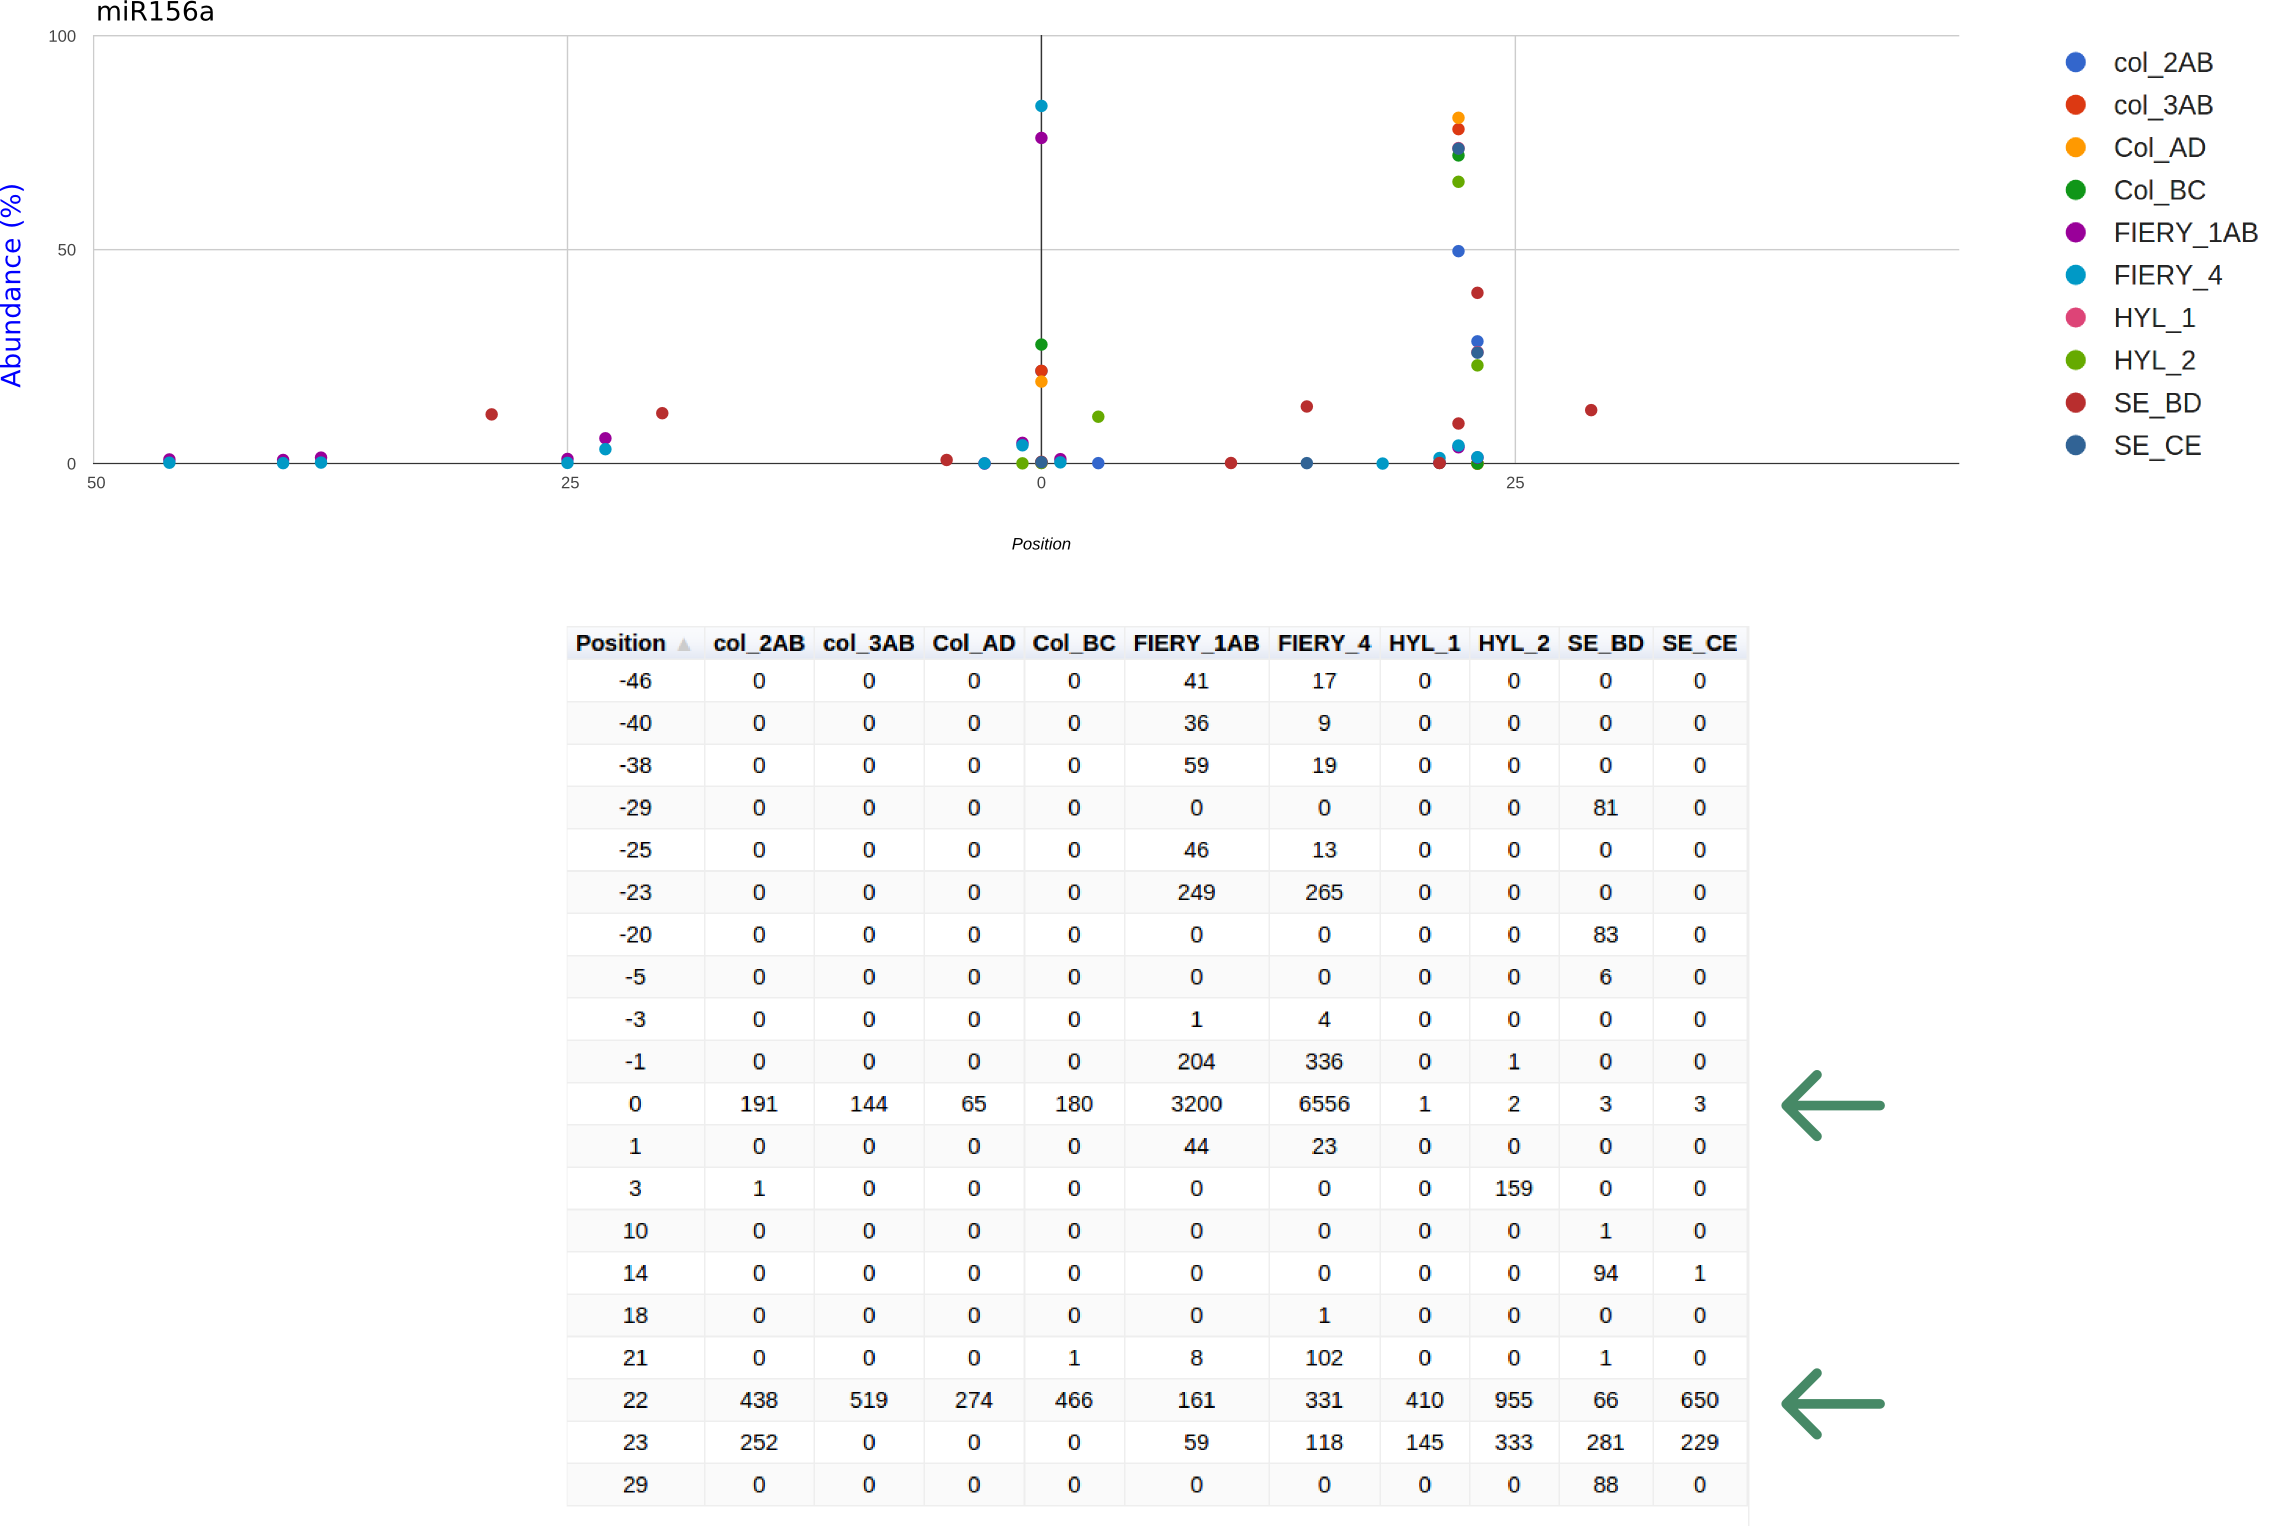 miR156a
100
50
0
Abundance (%)
50 25 0 25
Position
col_2AB
col_3AB
Col_AD
Col_BC
FIERY_1AB
FIERY_4
HYL_1
HYL_2
SE_BD
SE_CE
Position col_2AB col_3AB Col_AD Col_BC FIERY_1AB FIERY_4 HYL_1 HYL_2 SE_BD SE_CE
-46 0 0 0 0 41 17 0 0 0 0
-40 0 0 0 0 36 9 0 0 0 0
-38 0 0 0 0 59 19 0 0 0 0
-29 0 0 0 0 0 0 0 0 81 0
-25 0 0 0 0 46 13 0 0 0 0
-23 0 0 0 0 249 265 0 0 0 0
-20 0 0 0 0 0 0 0 0 83 0
-5 0 0 0 0 0 0 0 0 6 0
-3 0 0 0 0 1 4 0 0 0 0
-1 0 0 0 0 204 336 0 1 0 0
0 191 144 65 180 3200 6556 1 2 3 3
1 0 0 0 0 44 23 0 0 0 0
3 1 0 0 0 0 0 0 159 0 0
10 0 0 0 0 0 0 0 0 1 0
14 0 0 0 0 0 0 0 0 94 1
18 0 0 0 0 0 1 0 0 0 0
21 0 0 0 1 8 102 0 0 1 0
22 438 519 274 466 161 331 410 955 66 650
23 252 0 0 0 59 118 145 333 281 229
29 0 0 0 0 0 0 0 0 88 0